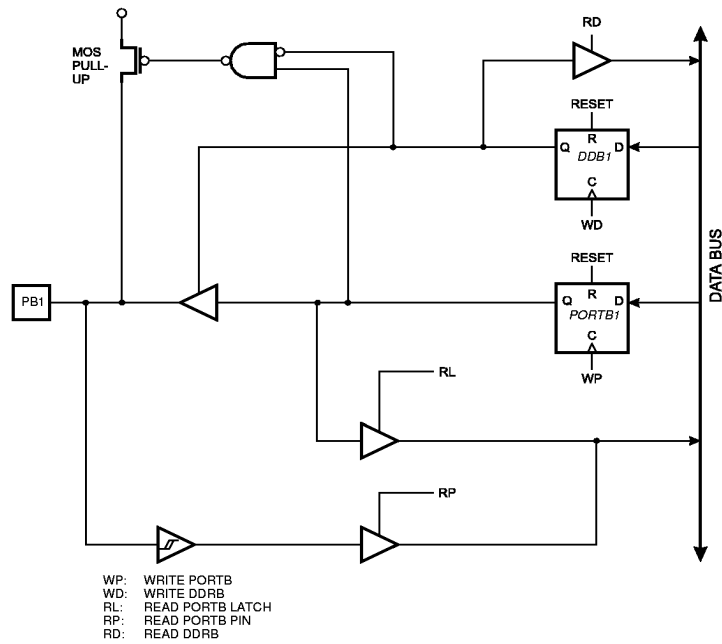 RD
MOS
PULL-
UP
RESET
R
Q
D
DDB1
C
WD
DATA BUS
RESET
R
PB1
Q
D
PORTB1
C
WP
RL
RP
WP: WRITE PORTB
WD: WRITE DDRB
RL: READ PORTB LATCH
RP: READ PORTB PIN
RD: READ DDRB